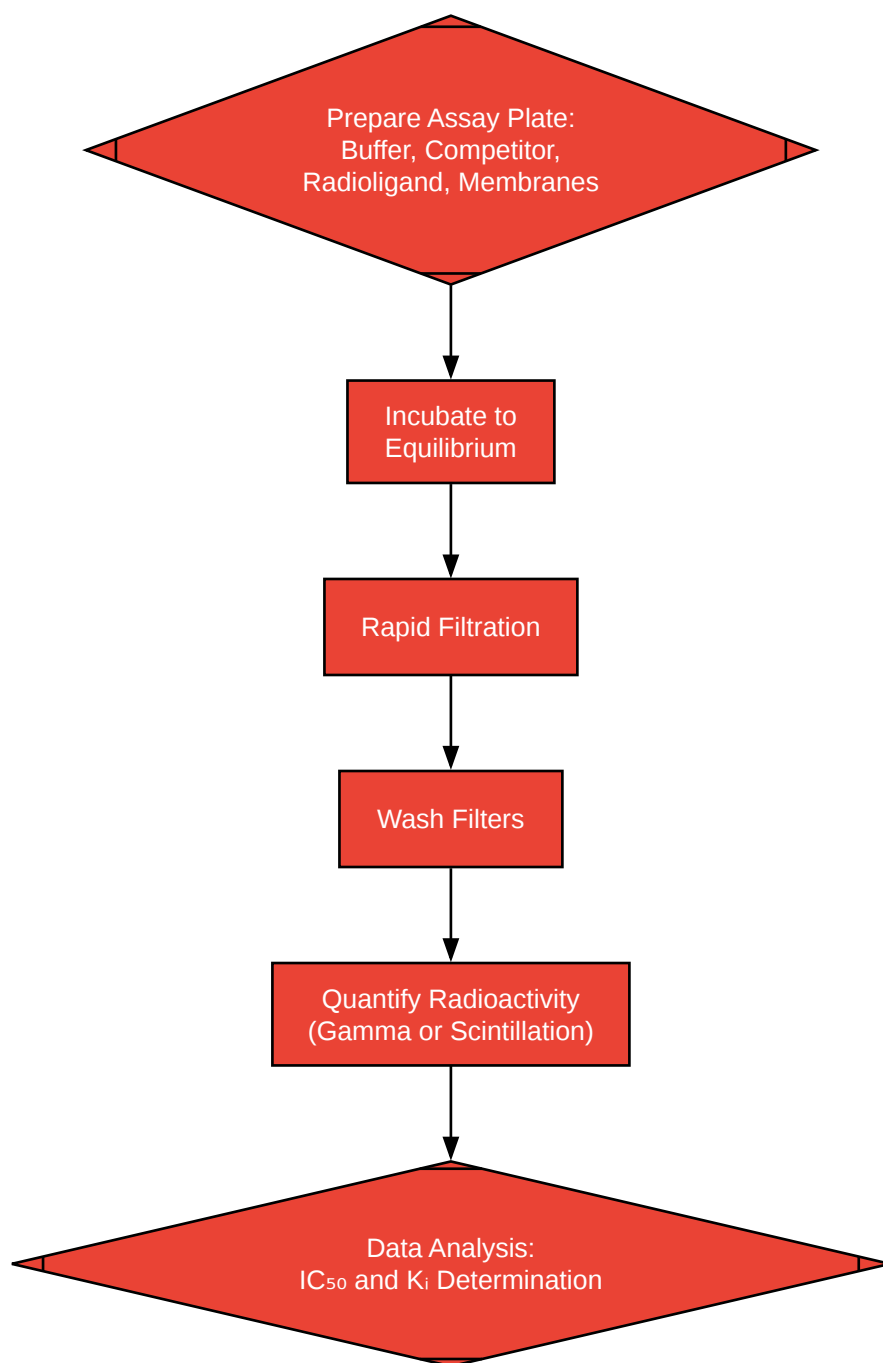 Prepare Assay Plate:
Buffer, Competitor,
Radioligand, Membranes
Incubate to
Equilibrium
Rapid Filtration
Wash Filters
Quantify Radioactivity
(Gamma or Scintillation)
Data Analysis:
IC₅₀ and Kᵢ Determination